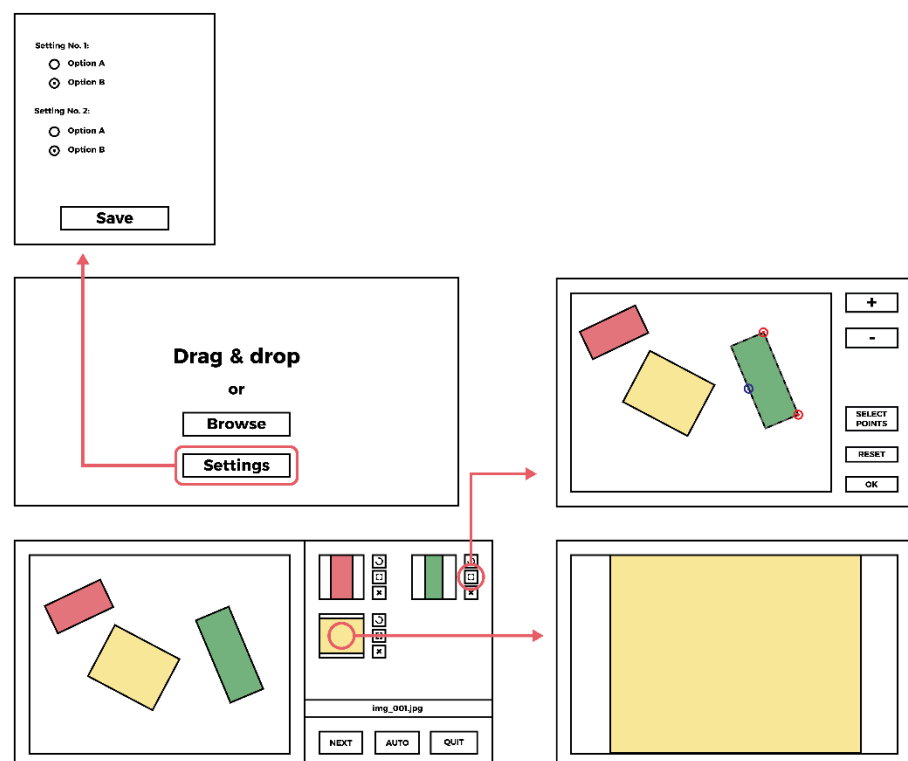 Setting No. 1:
Option A
Option B
Setting No. 2:
Option A
Option B
Save
Drag & drop
or
Browse
Settings
+
-
SELECT
POINTS
RESET
OK
img_001.jpg
NEXT
AUTO
QUIT